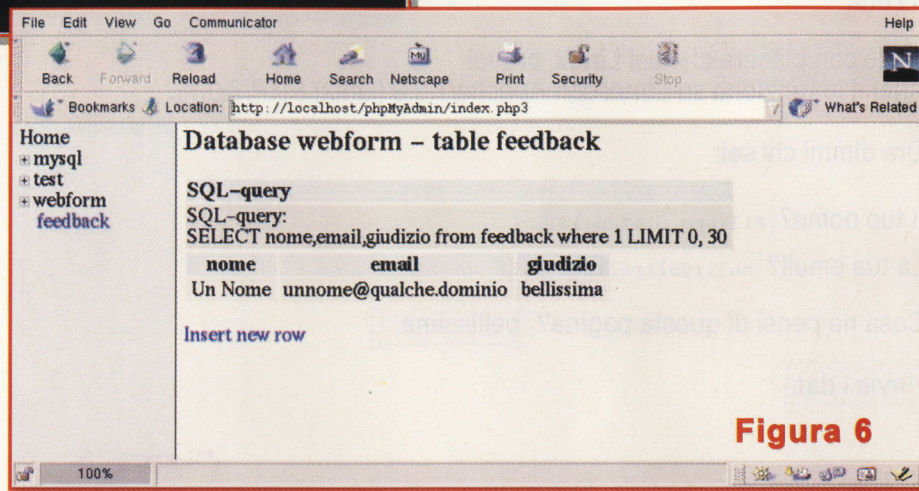 File Edit View Go Communicator Help
Back Forward Reload Home Search Netscape Print Security Stop
Bookmarks Location: http://localhost/phpMyAdmin/index.php3 What's Related
Home
mysql
test
webform
feedback
Database webform – table feedback
SQL–query
SQL–query:
SELECT nome,email,giudizio from feedback where 1 LIMIT 0, 30
nome email giudizio
Un Nome unnome@qualche.dominio bellissima
Insert new row
Figura 6
100%